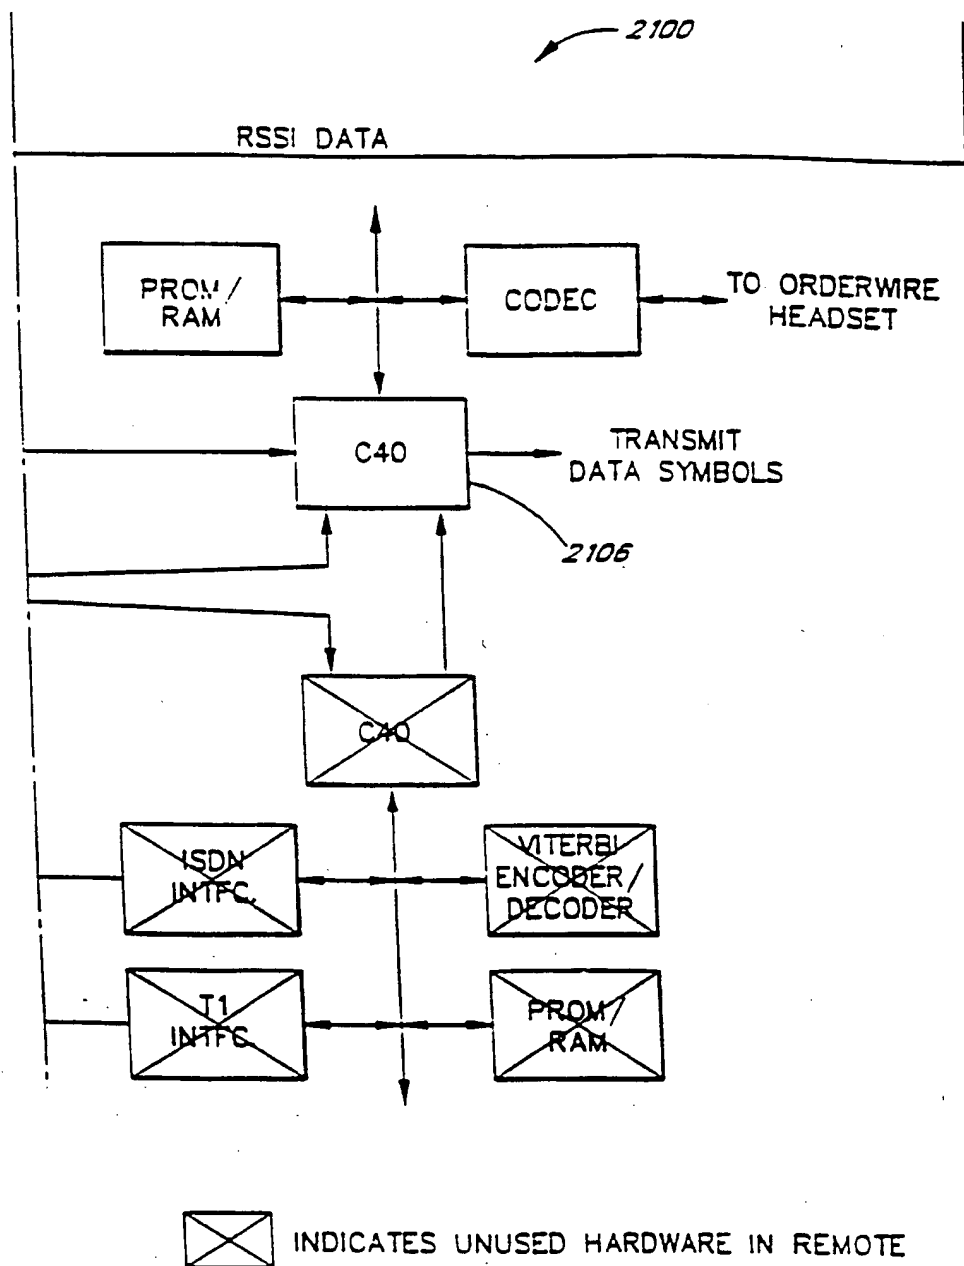 2100
RSSI DATA
PROM/
RAM
CODEC
TO ORDERWIRE
HEADSET
C40
TRANSMIT
DATA SYMBOLS
2106
C40
ISDN
INTFC.
VITERBI
ENCODER/
DECODER
T1
INTFC.
PROM/
RAM
INDICATES UNUSED HARDWARE IN REMOTE